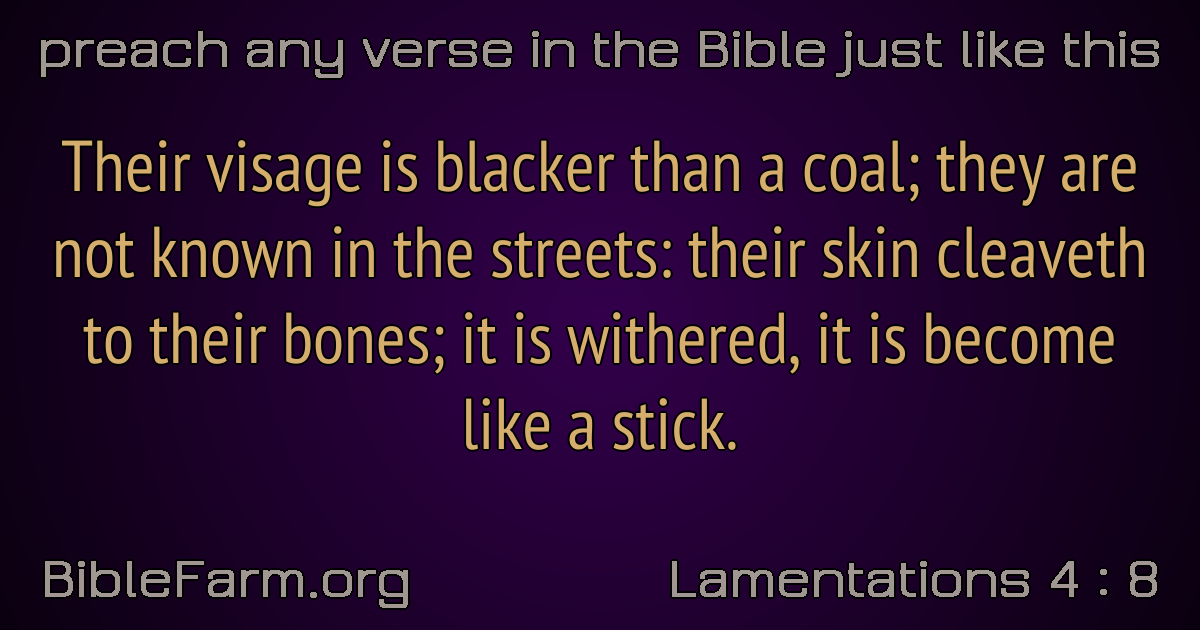 preach any verse in the Bible just like this
Their visage is blacker than a coal; they are
not known in the streets: their skin cleaveth
to their bones; it is withered, it is become
like a stick.
BibleFarm.org
Lamentations 4 : 8